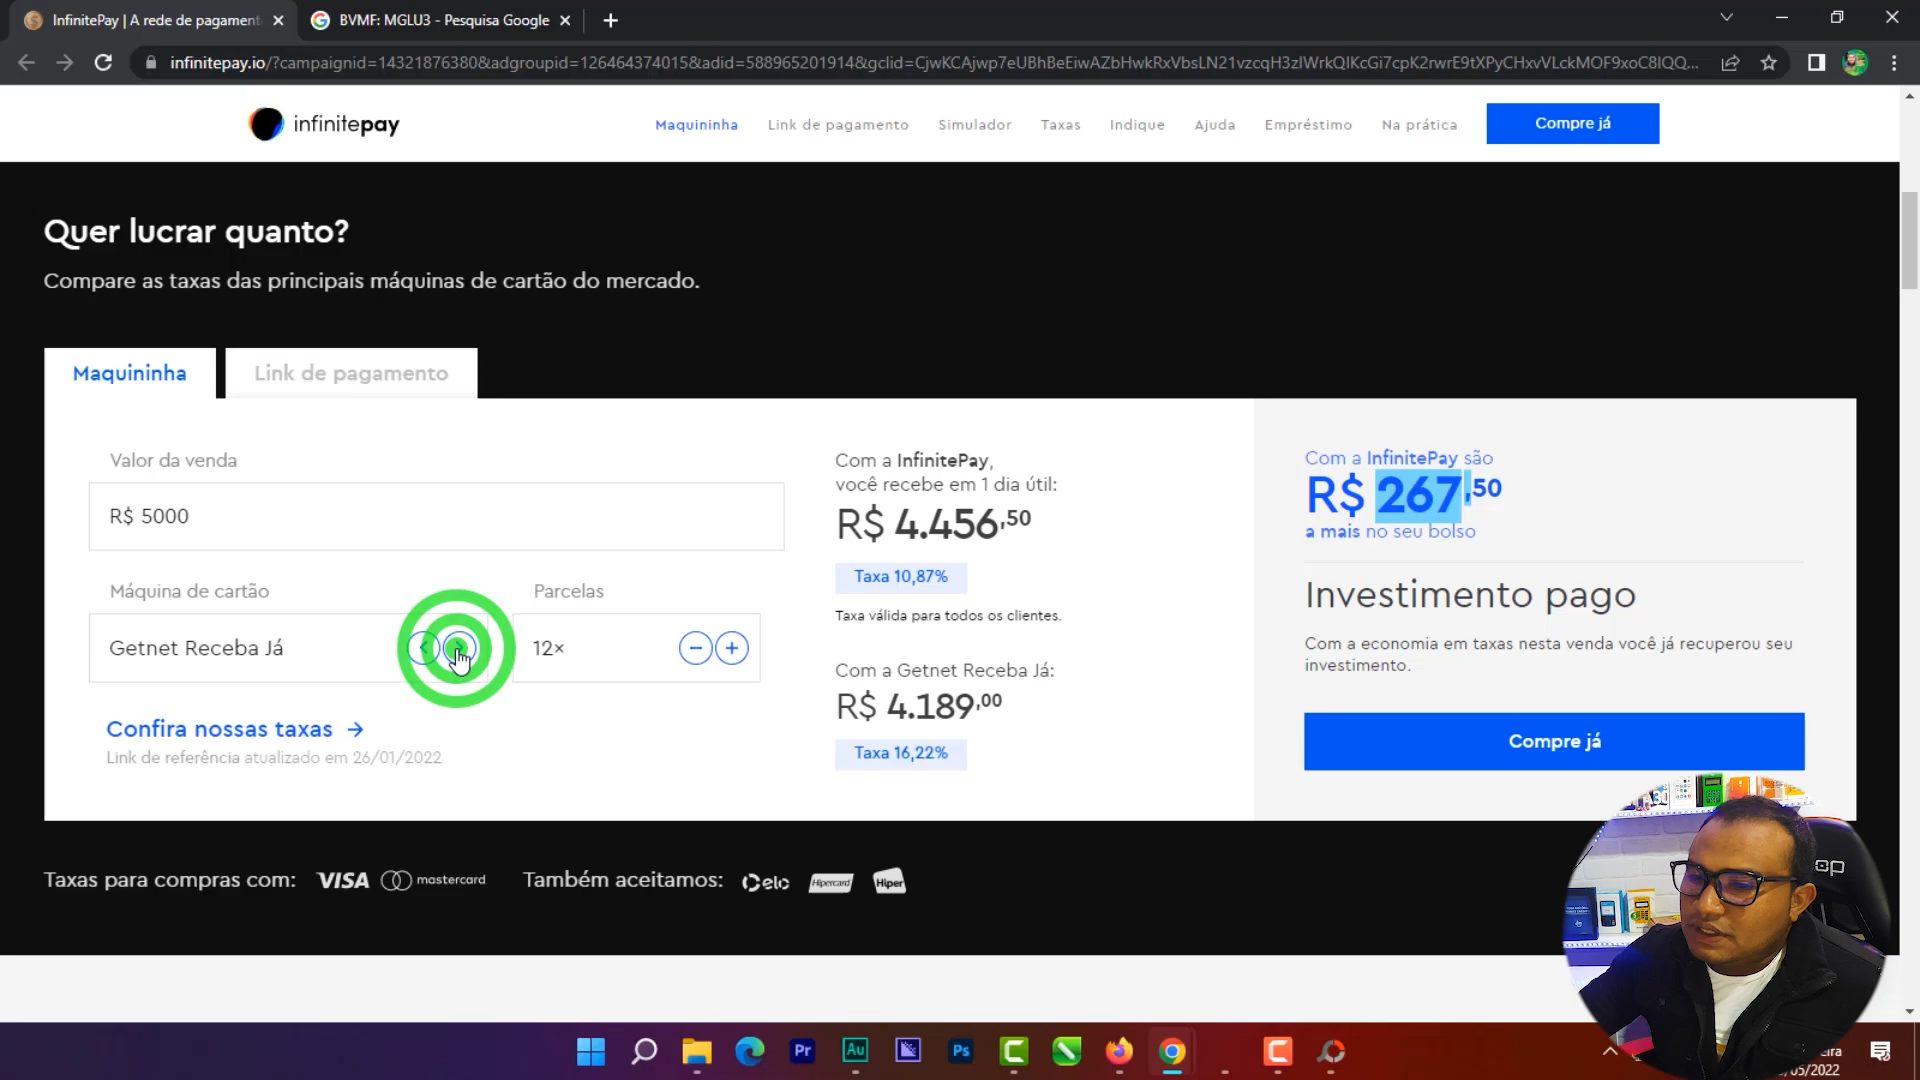 InfinitePay | A rede de pagament
BVMF: MGLU3 - Pesquisa Google
infinitepay.io/?campaignid=14321876380&adgroupid=126464374015&adid=588965201914&gclid=CjwKCAjwp7eUBhBeEiwAZbHwkRxVbsLN21vzcqH3zIWrkQIKcGi7cpK2rwrE9tXPyCHxvVLckMOF9xoC8IQQ...
infinitepay
Maquininha
Link de pagamento
Simulador
Taxas
Indique
Ajuda
Empréstimo
Na prática
Compre já
Quer lucrar quanto?
Compare as taxas das principais máquinas de cartão do mercado.
Maquininha
Link de pagamento
Valor da venda
R$ 5000
Máquina de cartão
Parcelas
Getnet Receba Já
12×
Confira nossas taxas →
Link de referência atualizado em 26/01/2022
Com a InfinitePay,
você recebe em 1 dia útil:
R$ 4.456,50
Taxa 10,87%
Taxa válida para todos os clientes.
Com a Getnet Receba Já:
R$ 4.189,00
Taxa 16,22%
Com a InfinitePay são
R$ 267,50
a mais no seu bolso
Investimento pago
Com a economia em taxas nesta venda você já recuperou seu
investimento.
Compre já
Taxas para compras com:
VISA
mastercard
Também aceitamos:
elo
Hipercard
Hiper
Pr
Au
Ps
/05/2022